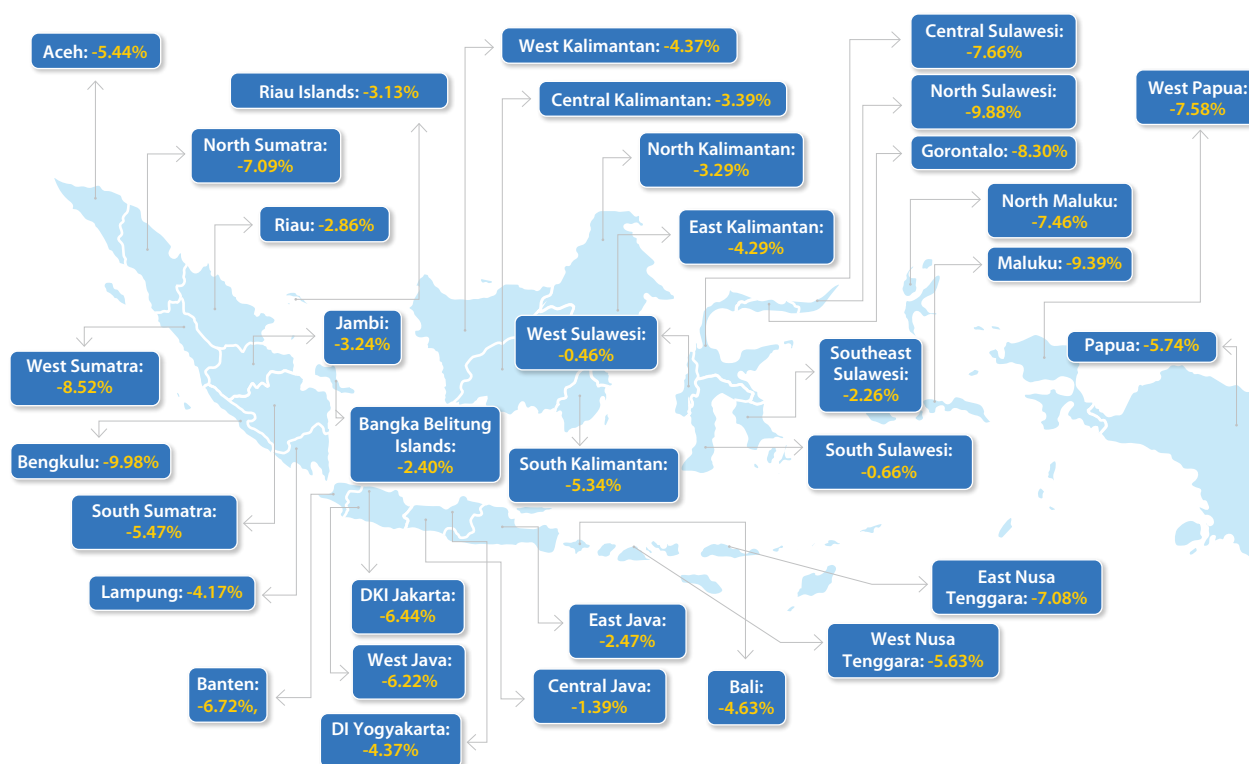 Aceh: -5.44%
West Kalimantan: -4.37%
Central Sulawesi:
-7.66%
Riau Islands: -3.13%
Central Kalimantan: -3.39%
North Sulawesi:
-9.88%
West Papua:
-7.58%
North Sumatra:
-7.09%
North Kalimantan:
-3.29%
Gorontalo: -8.30%
Riau: -2.86%
East Kalimantan:
-4.29%
North Maluku:
-7.46%
Maluku: -9.39%
Jambi:
-3.24%
West Sulawesi:
-0.46%
Papua: -5.74%
West Sumatra:
-8.52%
Southeast
Sulawesi:
-2.26%
Bangka Belitung
Islands:
-2.40%
Bengkulu: -9.98%
South Kalimantan:
-5.34%
South Sulawesi:
-0.66%
South Sumatra:
-5.47%
Lampung: -4.17%
DKI Jakarta:
-6.44%
East Java:
-2.47%
East Nusa
Tenggara: -7.08%
West Nusa
Tenggara: -5.63%
West Java:
-6.22%
Banten:
-6.72%,
Central Java:
-1.39%
Bali:
-4.63%
DI Yogyakarta:
-4.37%